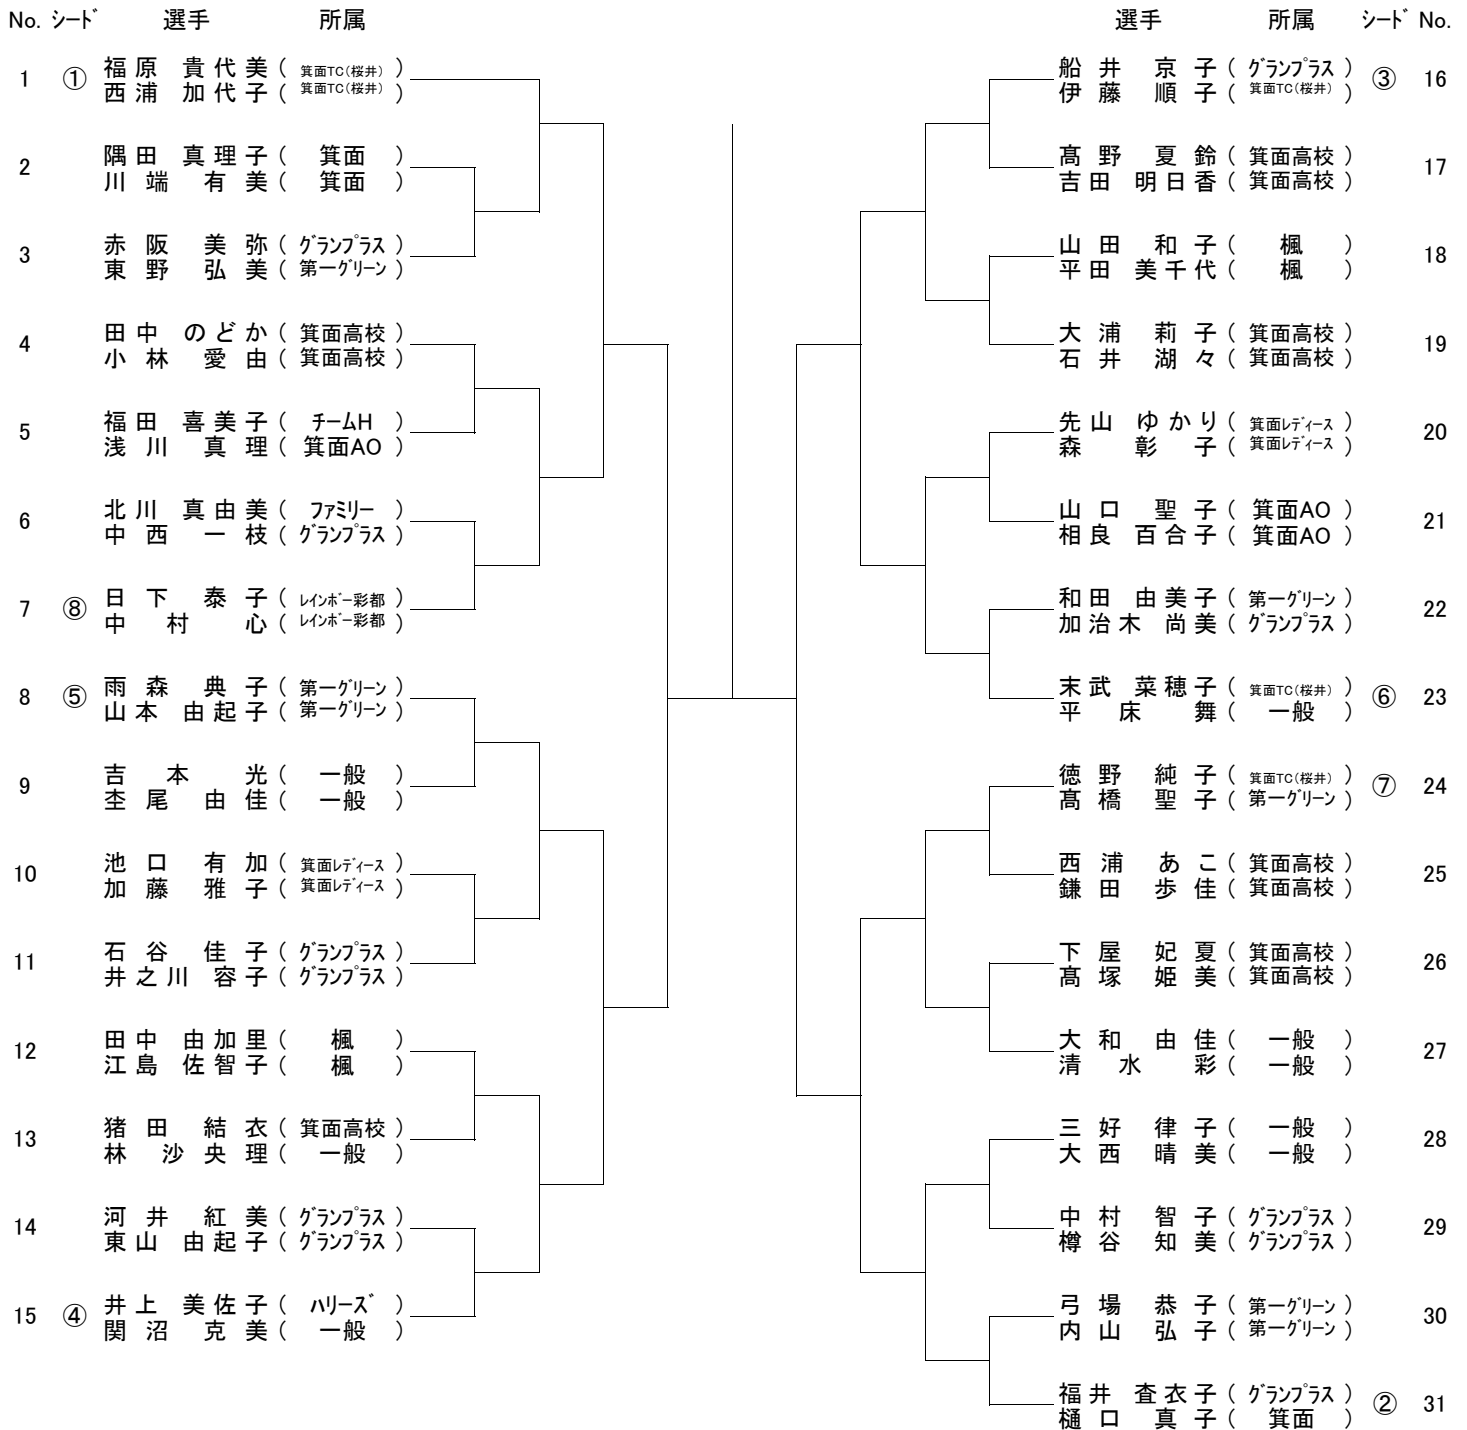 No. ｼｰﾄﾞ 選手 所属
1 ① 福原 貴代美 ( 箕面TC(桜井) )
西浦 加代子 ( 箕面TC(桜井) )
2 隅田 真理子 ( 箕面 )
川端 有美 ( 箕面 )
3 赤阪 美弥 ( ｸﾞﾗﾝﾌﾟﾗｽ )
東野 弘美 ( 第一ｸﾞﾘｰﾝ )
4 田中 のどか ( 箕面高校 )
小林 愛由 ( 箕面高校 )
5 福田 喜美子 ( ﾁｰﾑH )
浅川 真理 ( 箕面AO )
6 北川 真由美 ( ﾌｧﾐﾘｰ )
中西 一枝 ( ｸﾞﾗﾝﾌﾟﾗｽ )
7 ⑧ 日下 泰子 ( ﾚｲﾝﾎﾞｰ彩都 )
中村 心 ( ﾚｲﾝﾎﾞｰ彩都 )
8 ⑤ 雨森 典子 ( 第一ｸﾞﾘｰﾝ )
山本 由起子 ( 第一ｸﾞﾘｰﾝ )
9 吉本 光 ( 一般 )
杢尾 由佳 ( 一般 )
10 池口 有加 ( 箕面ﾚﾃﾞｨｰｽ )
加藤 雅子 ( 箕面ﾚﾃﾞｨｰｽ )
11 石谷 佳子 ( ｸﾞﾗﾝﾌﾟﾗｽ )
井之川 容子 ( ｸﾞﾗﾝﾌﾟﾗｽ )
12 田中 由加里 ( 楓 )
江島 佐智子 ( 楓 )
13 猪田 結衣 ( 箕面高校 )
林 沙央理 ( 一般 )
14 河井 紅美 ( ｸﾞﾗﾝﾌﾟﾗｽ )
東山 由起子 ( ｸﾞﾗﾝﾌﾟﾗｽ )
15 ④ 井上 美佐子 ( ﾊﾘｰｽﾞ )
関沼 克美 ( 一般 )
選手 所属 ｼｰﾄﾞ No.
船井 京子 ( ｸﾞﾗﾝﾌﾟﾗｽ ) ③ 16
伊藤 順子 ( 箕面TC(桜井) )
髙野 夏鈴 ( 箕面高校 ) 17
吉田 明日香 ( 箕面高校 )
山田 和子 ( 楓 ) 18
平田 美千代 ( 楓 )
大浦 莉子 ( 箕面高校 ) 19
石井 湖々 ( 箕面高校 )
先山 ゆかり ( 箕面ﾚﾃﾞｨｰｽ ) 20
森 彰子 ( 箕面ﾚﾃﾞｨｰｽ )
山口 聖子 ( 箕面AO ) 21
相良 百合子 ( 箕面AO )
和田 由美子 ( 第一ｸﾞﾘｰﾝ ) 22
加治木 尚美 ( ｸﾞﾗﾝﾌﾟﾗｽ )
末武 菜穂子 ( 箕面TC(桜井) ) ⑥ 23
平床 舞 ( 一般 )
徳野 純子 ( 箕面TC(桜井) ) ⑦ 24
髙橋 聖子 ( 第一ｸﾞﾘｰﾝ )
西浦 あこ ( 箕面高校 ) 25
鎌田 歩佳 ( 箕面高校 )
下屋 妃夏 ( 箕面高校 ) 26
髙塚 姫美 ( 箕面高校 )
大和 由佳 ( 一般 ) 27
清水 彩 ( 一般 )
三好 律子 ( 一般 ) 28
大西 晴美 ( 一般 )
中村 智子 ( ｸﾞﾗﾝﾌﾟﾗｽ ) 29
樽谷 知美 ( ｸﾞﾗﾝﾌﾟﾗｽ )
弓場 恭子 ( 第一ｸﾞﾘｰﾝ ) 30
内山 弘子 ( 第一ｸﾞﾘｰﾝ )
福井 査衣子 ( ｸﾞﾗﾝﾌﾟﾗｽ ) ② 31
樋口 真子 ( 箕面 )